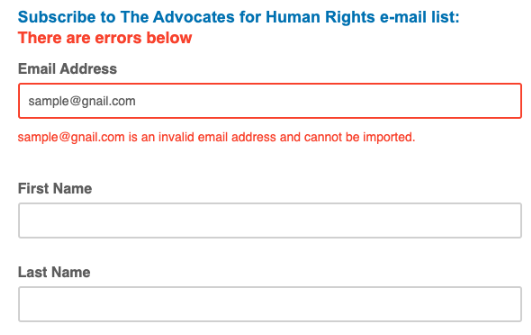 Subscribe to The Advocates for Human Rights e-mail list:
There are errors below
Email Address
sample@gnail.com
sample@gnail.com is an invalid email address and cannot be imported.
First Name
Last Name